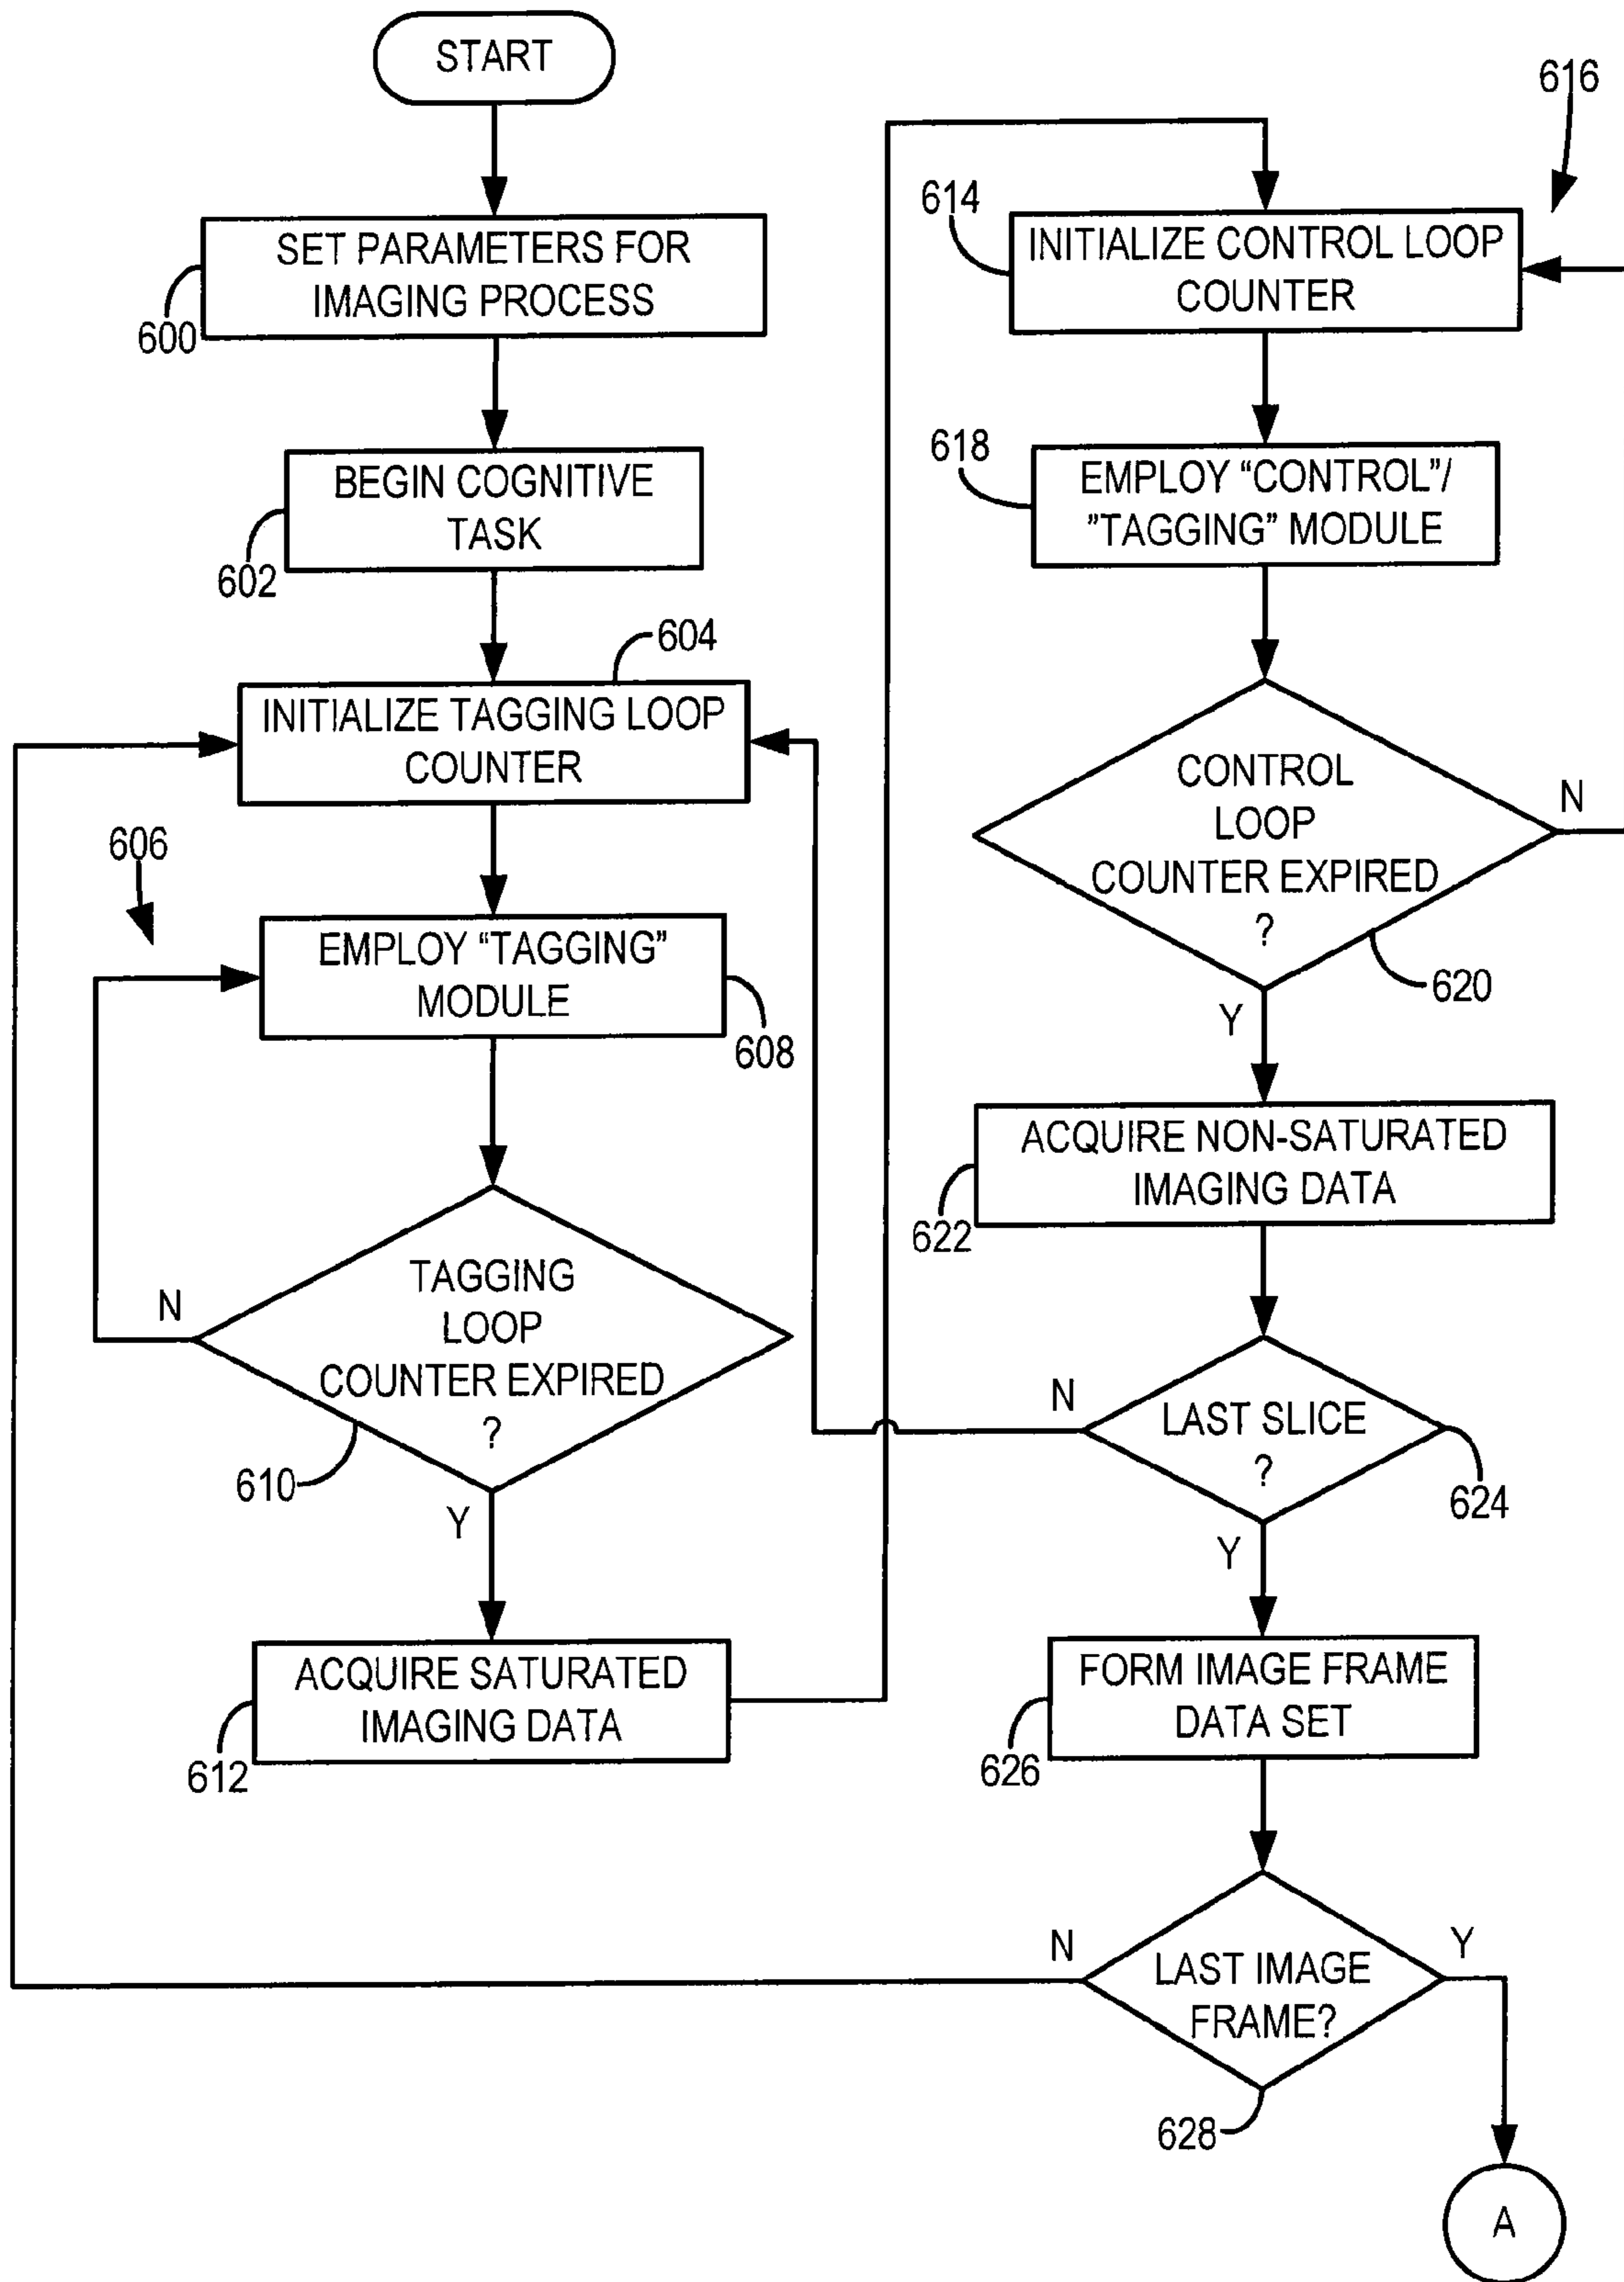 START
SET PARAMETERS FOR
IMAGING PROCESS
600
BEGIN COGNITIVE
TASK
602
604
INITIALIZE TAGGING LOOP
COUNTER
606
EMPLOY “TAGGING”
MODULE
608
TAGGING
LOOP
COUNTER EXPIRED
?
N
610
Y
ACQUIRE SATURATED
IMAGING DATA
612
616
614
INITIALIZE CONTROL LOOP
COUNTER
618
EMPLOY “CONTROL”/
”TAGGING” MODULE
CONTROL
LOOP
COUNTER EXPIRED
?
N
620
Y
ACQUIRE NON-SATURATED
IMAGING DATA
622
N
LAST SLICE
?
624
Y
FORM IMAGE FRAME
DATA SET
626
N
Y
LAST IMAGE
FRAME?
628
A